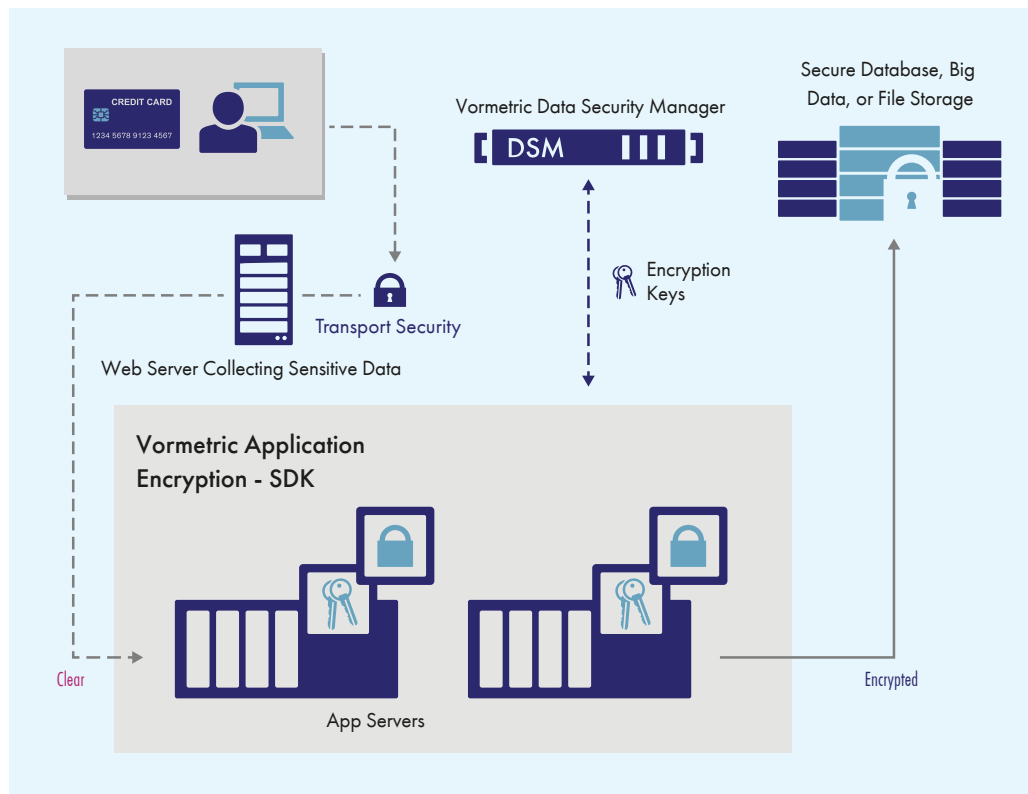 CREDIT CARD
1234 5678 9123 4567
Vormetric Data Security Manager
DSM
Secure Database, Big
Data, or File Storage
Encryption
Keys
Transport Security
Web Server Collecting Sensitive Data
Vormetric Application
Encryption - SDK
Clear
Encrypted
App Servers